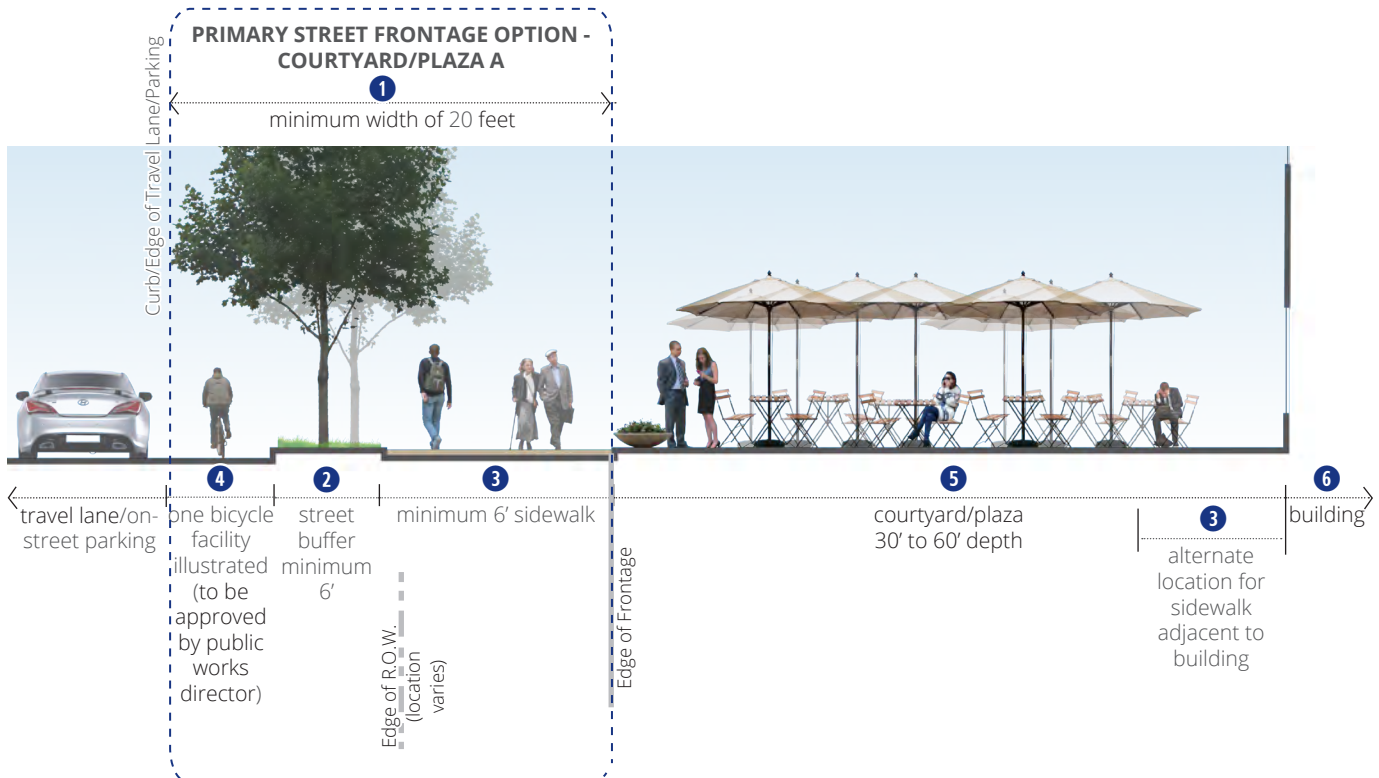 PRIMARY STREET FRONTAGE OPTION -
COURTYARD/PLAZA A
1
minimum width of 20 feet
Curb/Edge of Travel Lane/Parking
travel lane/on-
street parking
4
one bicycle
facility
illustrated
(to be
approved
by public
works
director)
2
street
buffer
minimum
6'
3
minimum 6' sidewalk
Edge of R.O.W.
(location
varies)
Edge of Frontage
5
courtyard/plaza
30' to 60' depth
3
alternate
location for
sidewalk
adjacent to
building
6
building